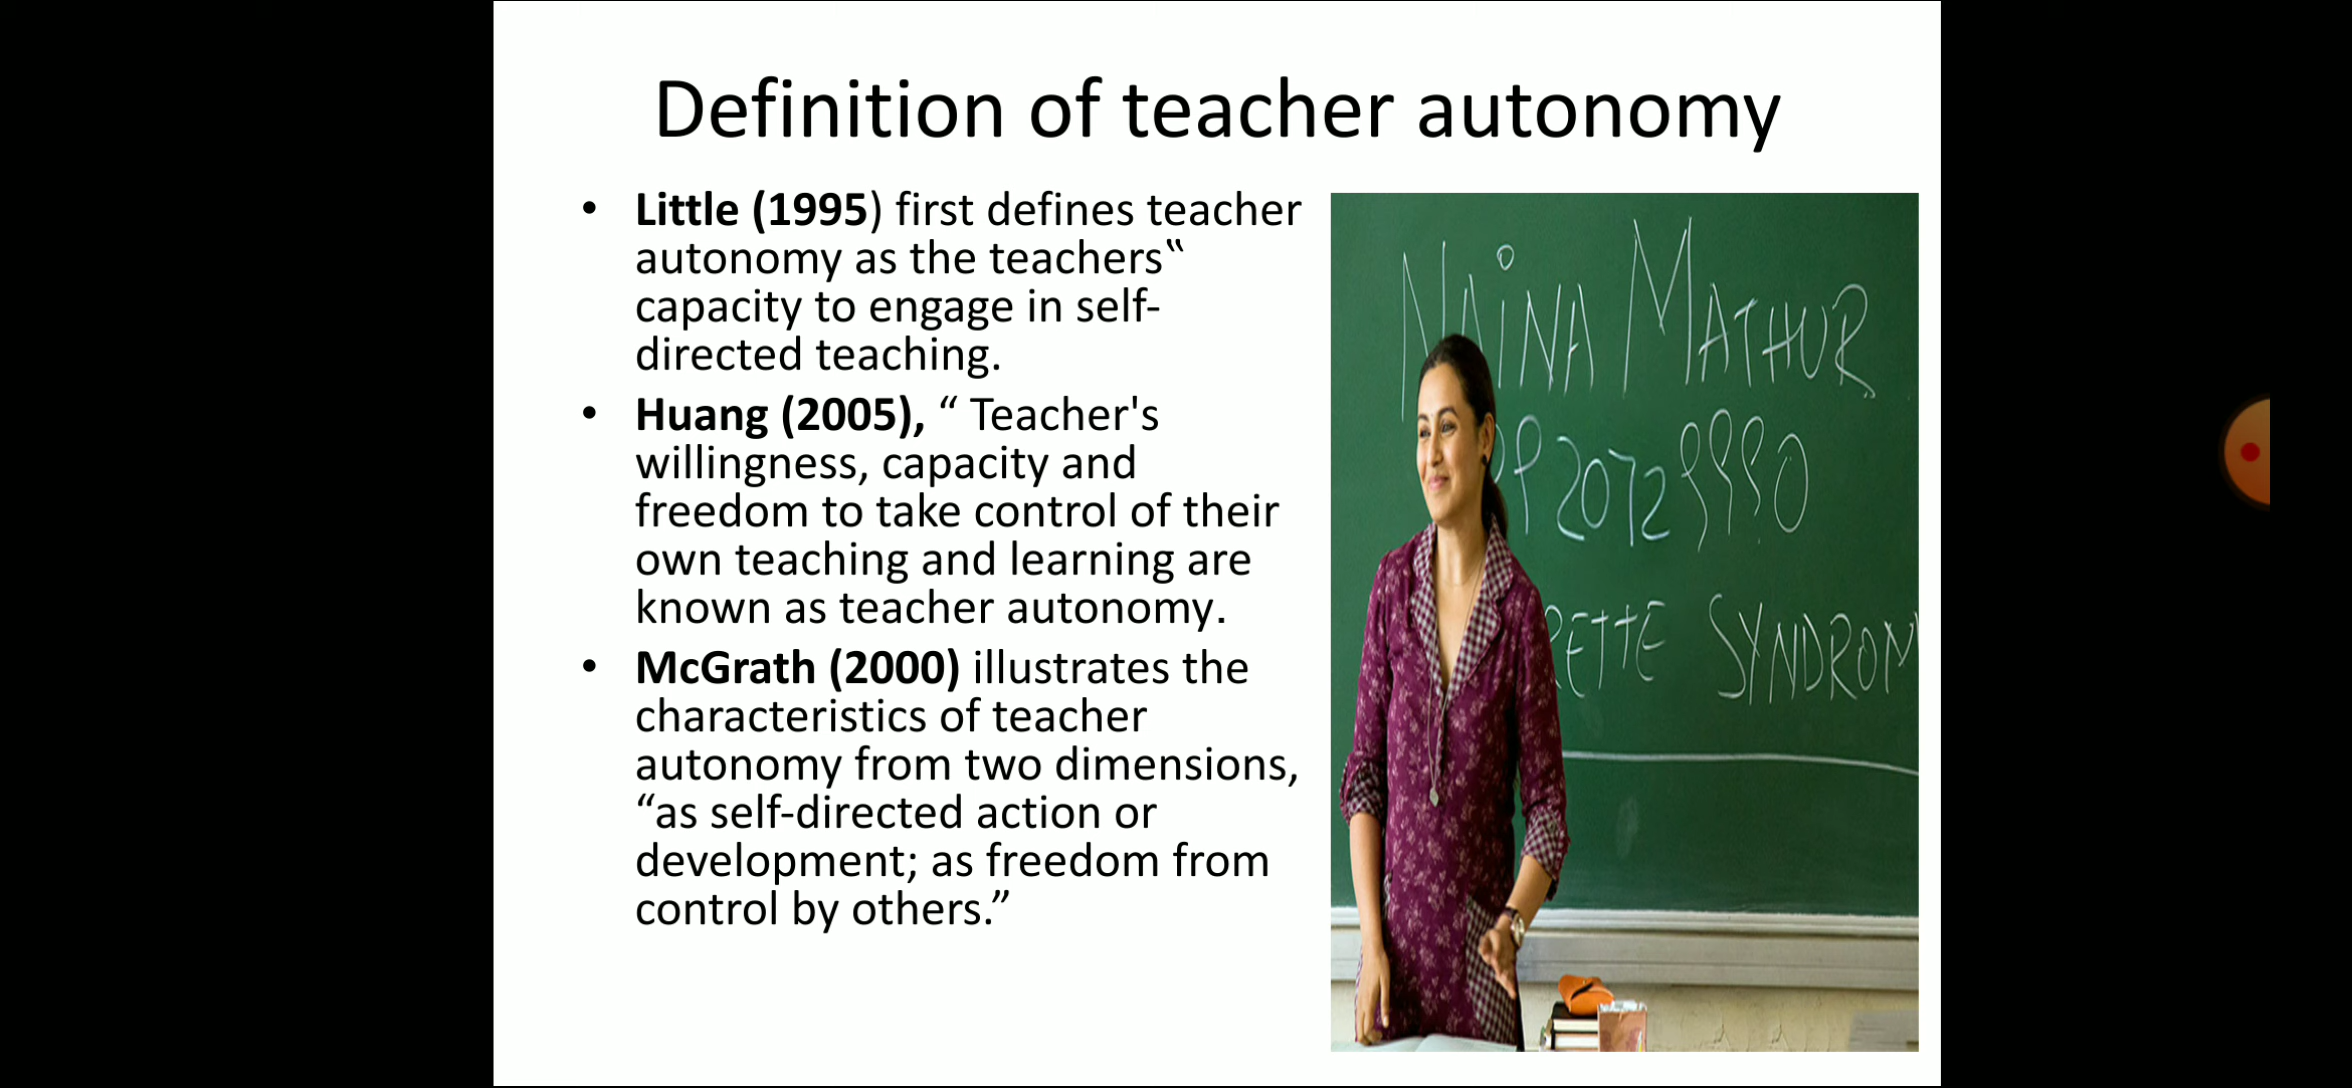 Definition of teacher autonomy
• Little (1995) first defines teacher
autonomy as the teachers‟
capacity to engage in self-
directed teaching.
• Huang (2005), “ Teacher's
willingness, capacity and
freedom to take control of their
own teaching and learning are
known as teacher autonomy.
• McGrath (2000) illustrates the
characteristics of teacher
autonomy from two dimensions,
“as self-directed action or
development; as freedom from
control by others.”
NAiNA MATHUR
SYNDROM